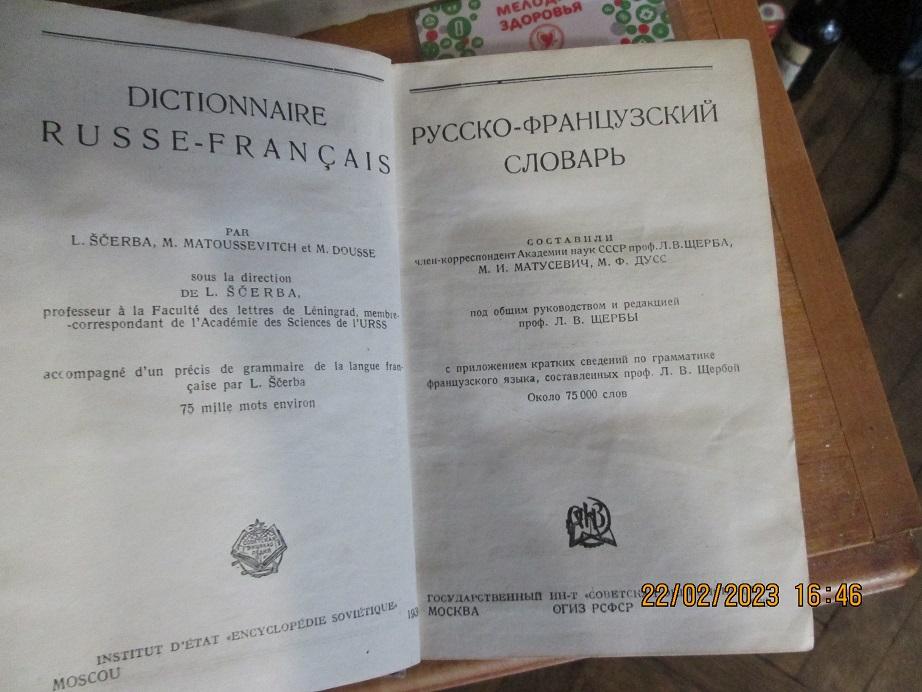 МЕЛОД
ЗДОРОВЬЯ
DICTIONNAIRE
RUSSE-FRANÇAIS
PAR
L. ŠČERBA, M. MATOUSSEVITCH et M. DOUSSE
sous la direction
DE L. ŠČERBA,
professeur à la Faculté des lettres de Léningrad, membre-
-correspondant de l'Académie des Sciences de l'URSS
accompagné d'un précis de grammaire de la langue fran-
çaise par L. Ščerba
75 mille mots environ
СОВЕТСКАЯ
ЭНЦИКЛО
ПЕДИЯ
INSTITUT D'ÉTAT «ENCYCLOPÉDIE SOVIÉTIQUE»
MOSCOU 193
РУССКО-ФРАНЦУЗСКИЙ
СЛОВАРЬ
СОСТАВИЛИ
член-корреспондент Академии наук СССР проф. Л. В. ЩЕРБА,
М. И. МАТУСЕВИЧ, М. Ф. ДУСС
под общим руководством и редакцией
проф. Л. В. ЩЕРБЫ
с приложением кратких сведений по грамматике
французского языка, составленных проф. Л. В. Щербой
Около 75 000 слов
ГОСУДАРСТВЕННЫЙ ИН-Т
МОСКВА ОГИЗ РСФСР
22/02/2023 16:46